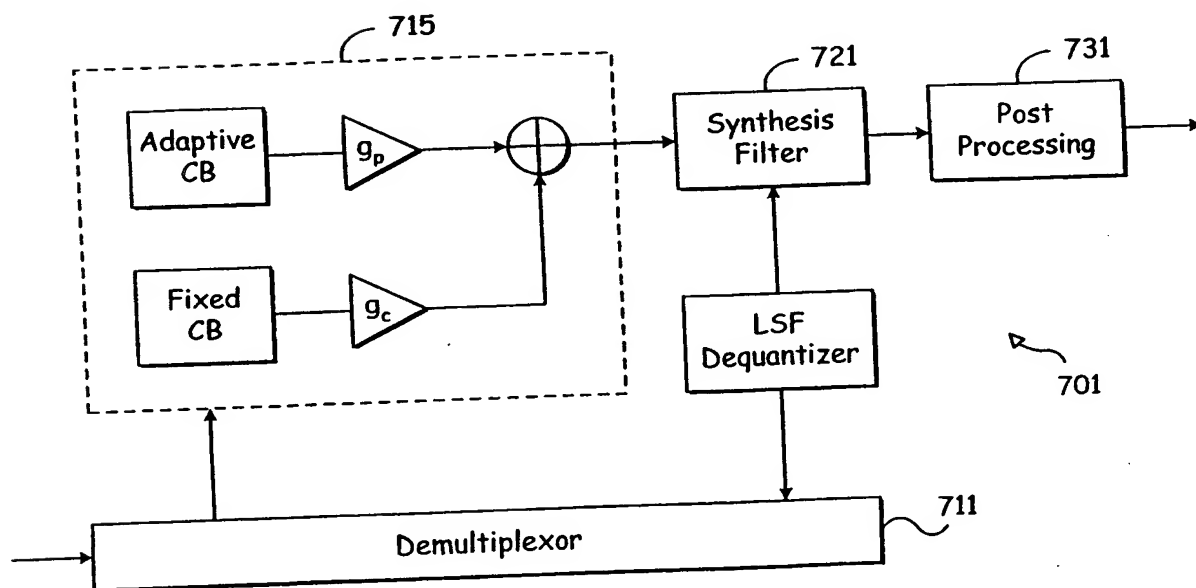 715
Adaptive
CB
gp
Fixed
CB
gc
721
Synthesis
Filter
731
Post
Processing
LSF
Dequantizer
701
Demultiplexor
711